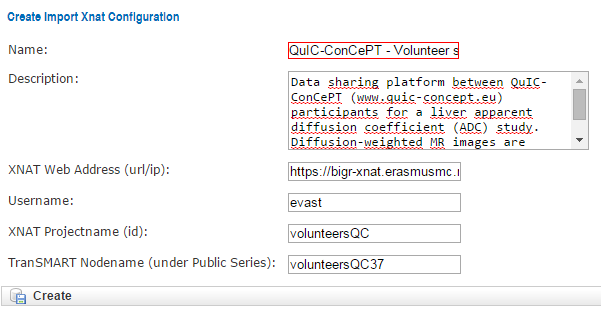 Create Import Xnat Configuration
Name: QuIC-ConCePT - Volunteer s
Description: Data sharing platform between QuIC-
ConCePT (www.quic-concept.eu)
participants for a liver apparent
diffusion coefficient (ADC) study.
Diffusion-weighted MR images are
XNAT Web Address (url/ip): https://bigr-xnat.erasmusmc.n
Username: evast
XNAT Projectname (id): volunteersQC
TranSMART Nodename (under Public Series): volunteersQC37
Create